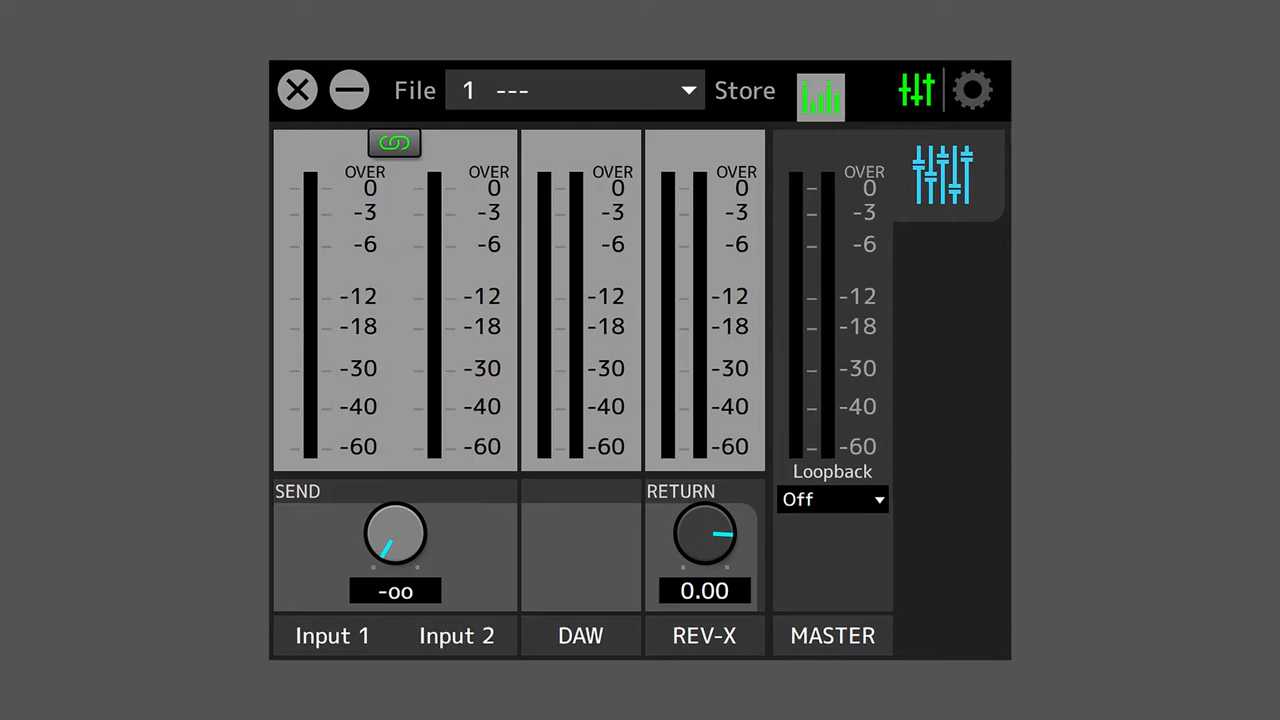 File 1 --- Store
OVER OVER OVER OVER OVER
0 0 0 0 0
-3 -3 -3 -3 -3
-6 -6 -6 -6 -6
-12 -12 -12 -12 -12
-18 -18 -18 -18 -18
-30 -30 -30 -30 -30
-40 -40 -40 -40 -40
-60 -60 -60 -60 -60
Loopback
SEND RETURN Off
-oo 0.00
Input 1 Input 2 DAW REV-X MASTER